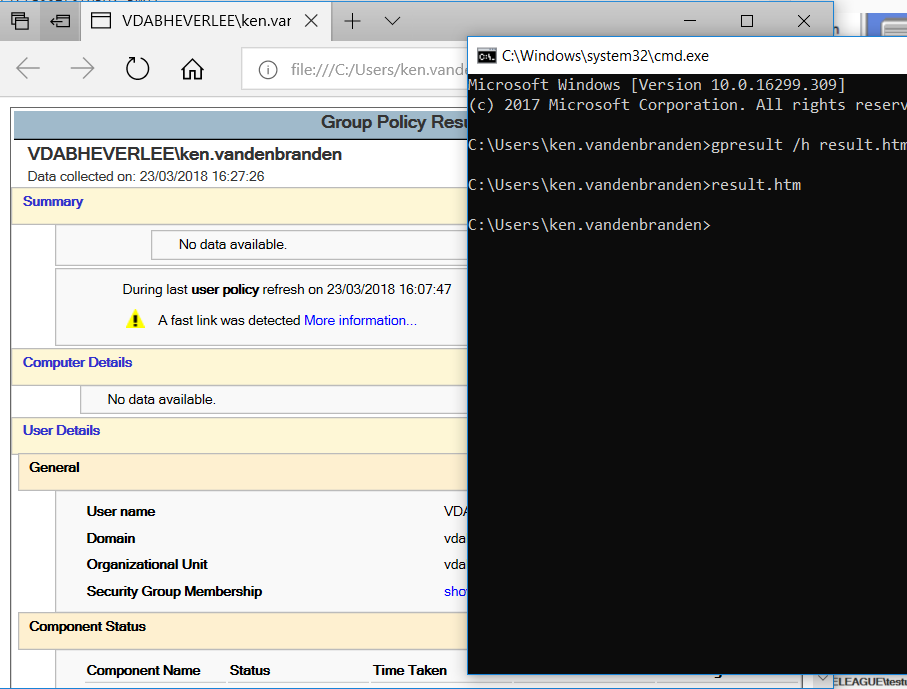 VDABHEVERLEE\ken.var
file:///C:/Users/ken.vande
Group Policy Resu
VDABHEVERLEE\ken.vandenbranden
Data collected on: 23/03/2018 16:27:26
Summary
No data available.
During last user policy refresh on 23/03/2018 16:07:47
A fast link was detected More information...
Computer Details
No data available.
User Details
General
User name VDA
Domain vda
Organizational Unit vda
Security Group Membership sho
Component Status
Component Name Status Time Taken
C:\Windows\system32\cmd.exe
Microsoft Windows [Version 10.0.16299.309]
(c) 2017 Microsoft Corporation. All rights reserv
C:\Users\ken.vandenbranden>gpresult /h result.htm
C:\Users\ken.vandenbranden>result.htm
C:\Users\ken.vandenbranden>